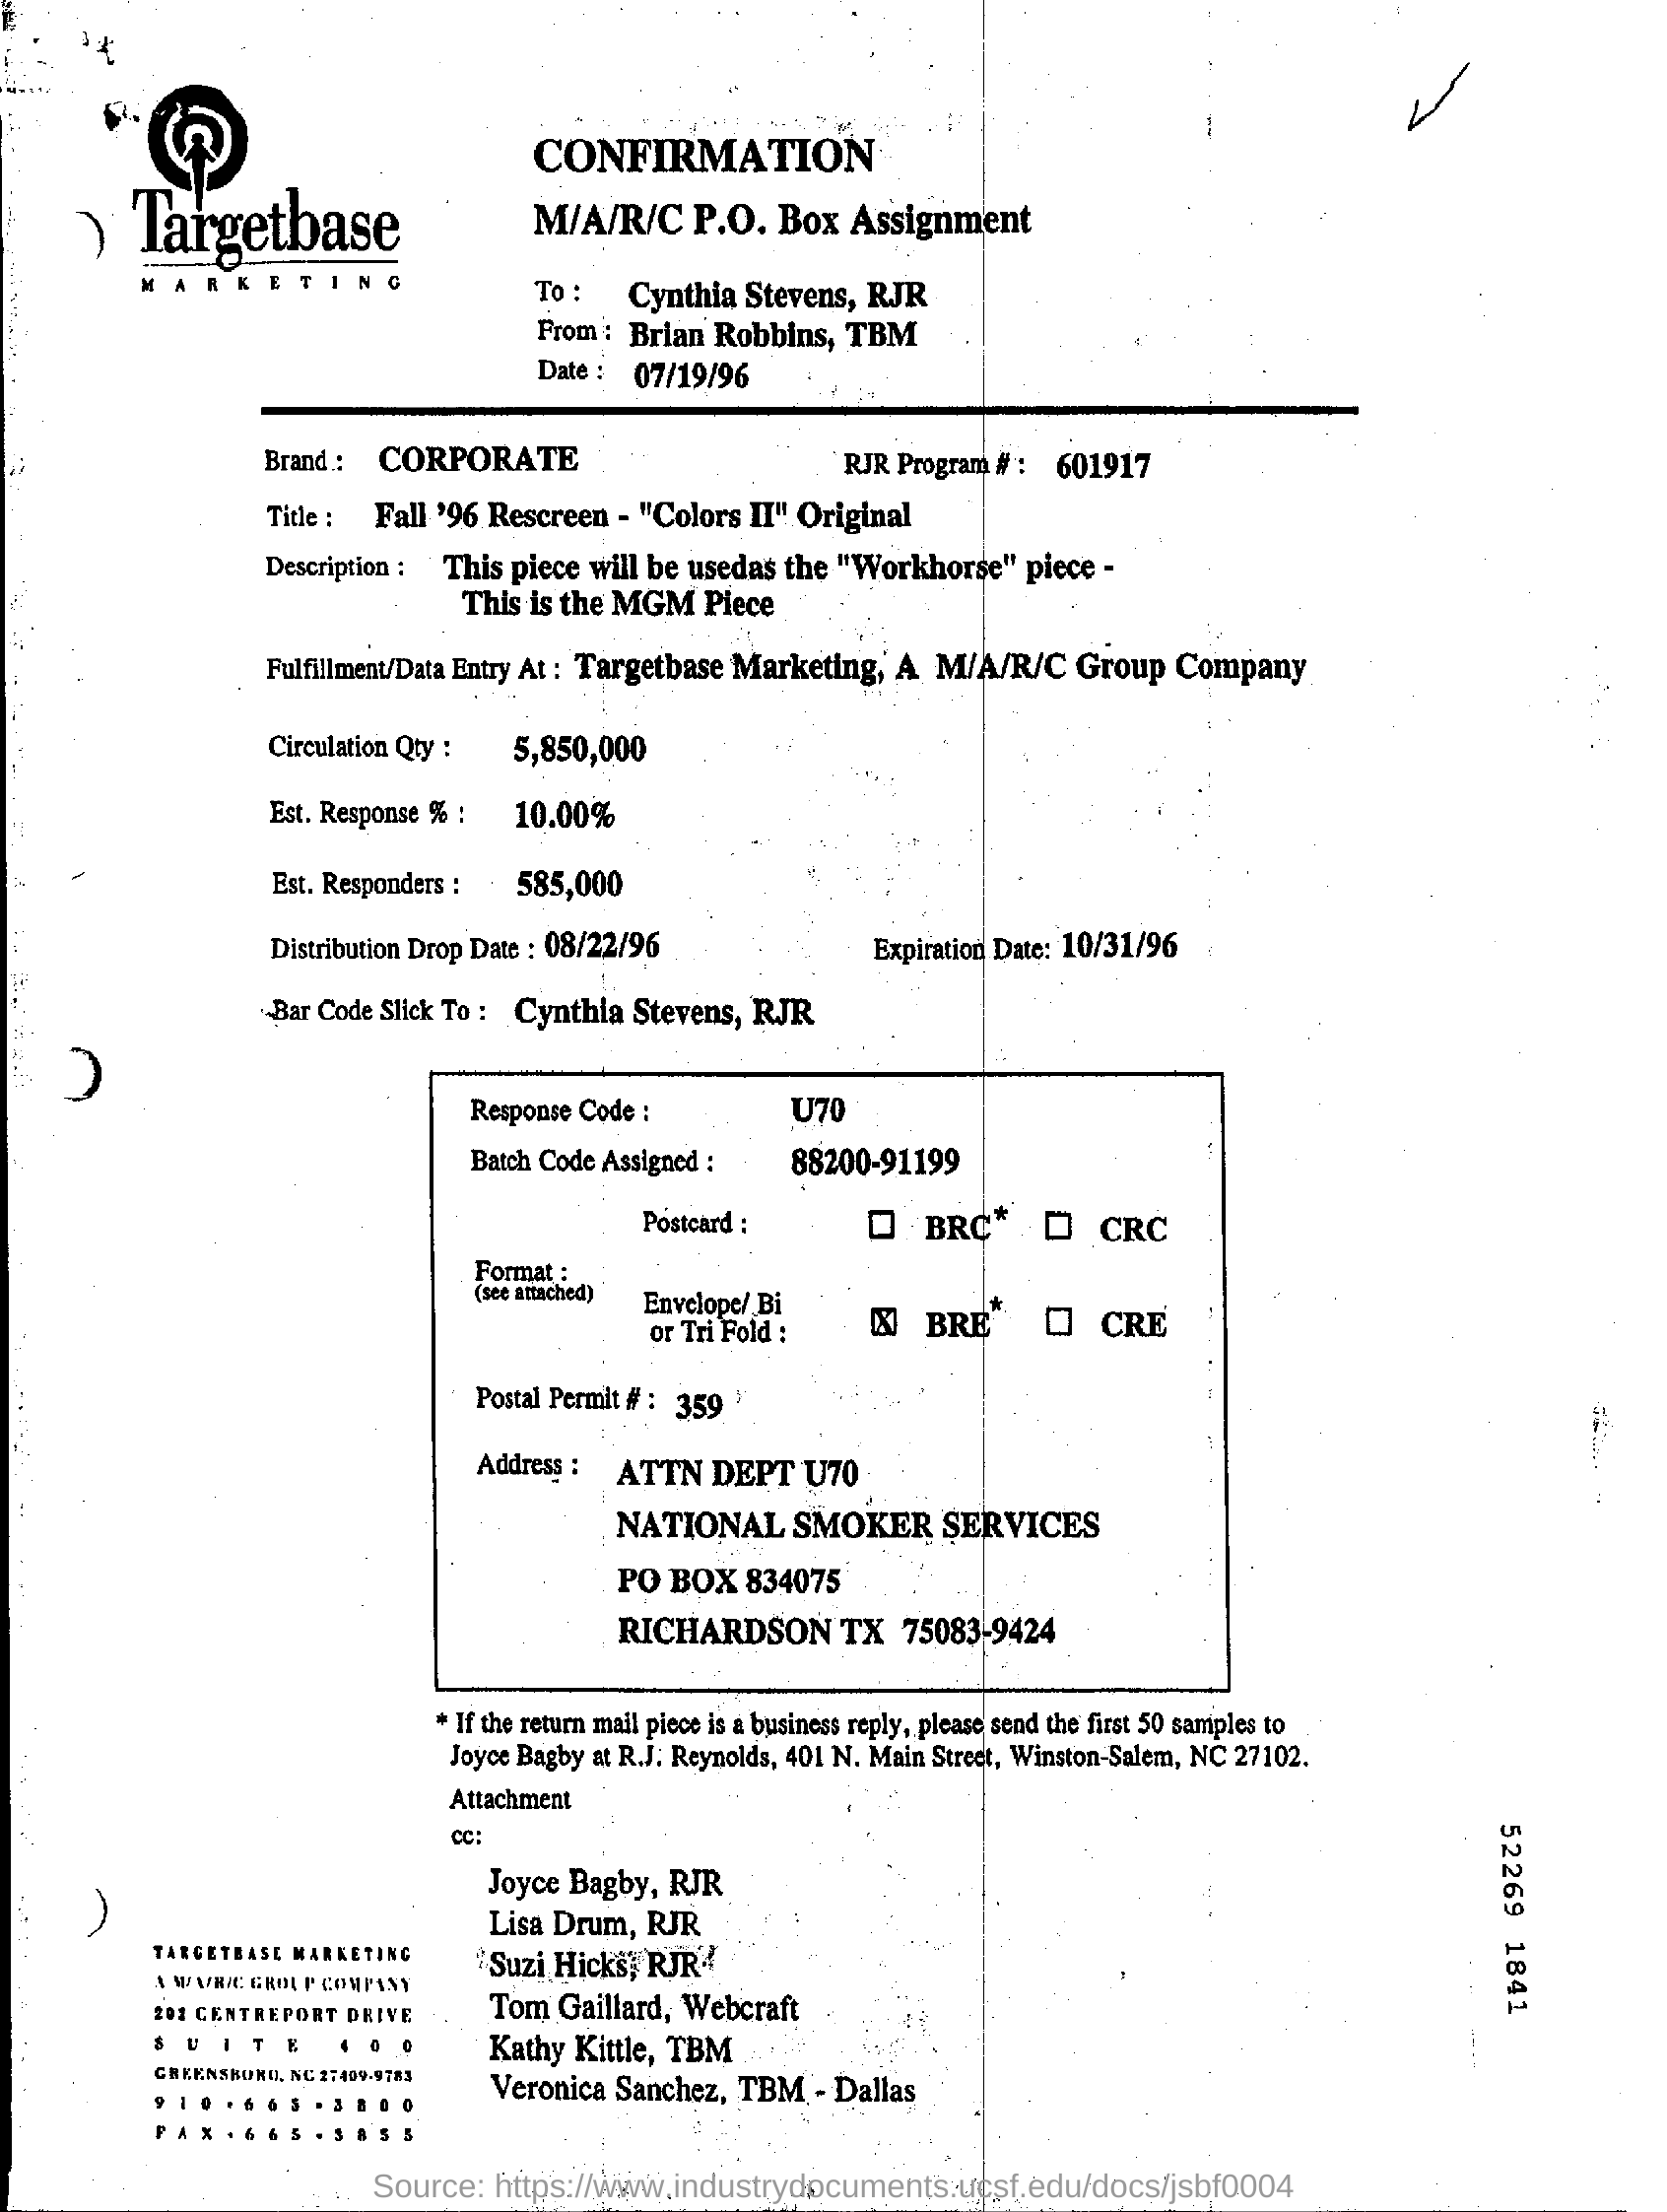 Targetbase
MARKETING
CONFIRMATION
M/A/R/C P.O. Box Assignment
To : Cynthia Stevens, RJR
From : Brian Robbins, TBM
Date : 07/19/96
Brand : CORPORATE RJR Program # : 601917
Title : Fall '96 Rescreen - "Colors II" Original
Description : This piece will be usedas the "Workhorse" piece -
This is the MGM Piece
Fulfillment/Data Entry At : Targetbase Marketing, A M/A/R/C Group Company
Circulation Qty : 5,850,000
Est. Response % : 10.00%
Est. Responders : 585,000
Distribution Drop Date : 08/22/96 Expiration Date: 10/31/96
Bar Code Slick To : Cynthia Stevens, RJR
Response Code : U70
Batch Code Assigned : 88200-91199
Postcard : ☐ BRC* ☐ CRC
Format :
(see attached)
Envelope/ Bi
or Tri Fold : ☒ BRE* ☐ CRE
Postal Permit # : 359
Address : ATTN DEPT U70
NATIONAL SMOKER SERVICES
PO BOX 834075
RICHARDSON TX 75083-9424
* If the return mail piece is a business reply, please send the first 50 samples to
Joyce Bagby at R.J. Reynolds, 401 N. Main Street, Winston-Salem, NC 27102.
Attachment
cc:
Joyce Bagby, RJR
Lisa Drum, RJR
Suzi Hicks, RJR
Tom Gaillard, Webcraft
Kathy Kittle, TBM
Veronica Sanchez, TBM - Dallas
TARGETBASE MARKETING
A M/A/R/C GROUP COMPANY
202 CENTREPORT DRIVE
SUITE 400
GREENSBORO, NC 27409-9783
910·665·3800
FAX·665·3855
52269 1841
Source: https://www.industrydocuments.ucsf.edu/docs/jsbf0004